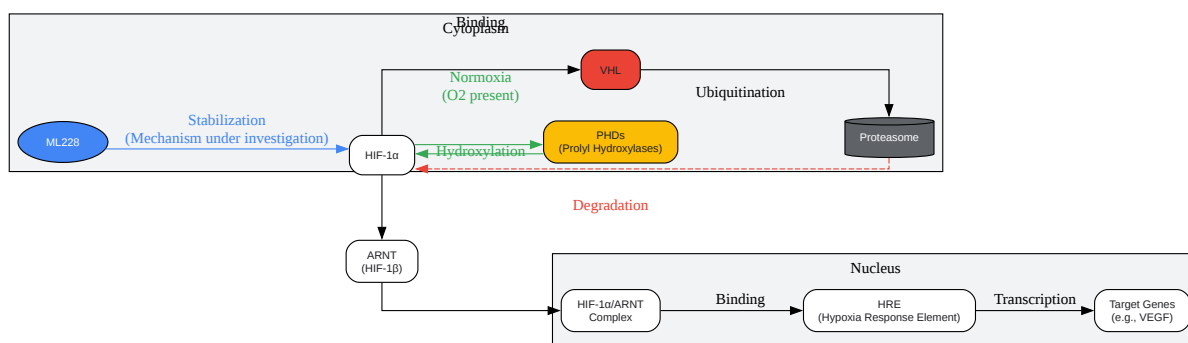 Binding
Cytoplasm
VHL
Normoxia
(O2 present)
Ubiquitination
Stabilization
(Mechanism under investigation)
ML228
HIF-1α
Hydroxylation
PHDs
(Prolyl Hydroxylases)
Proteasome
Degradation
ARNT
(HIF-1β)
Nucleus
HIF-1α/ARNT
Complex
Binding
HRE
(Hypoxia Response Element)
Transcription
Target Genes
(e.g., VEGF)